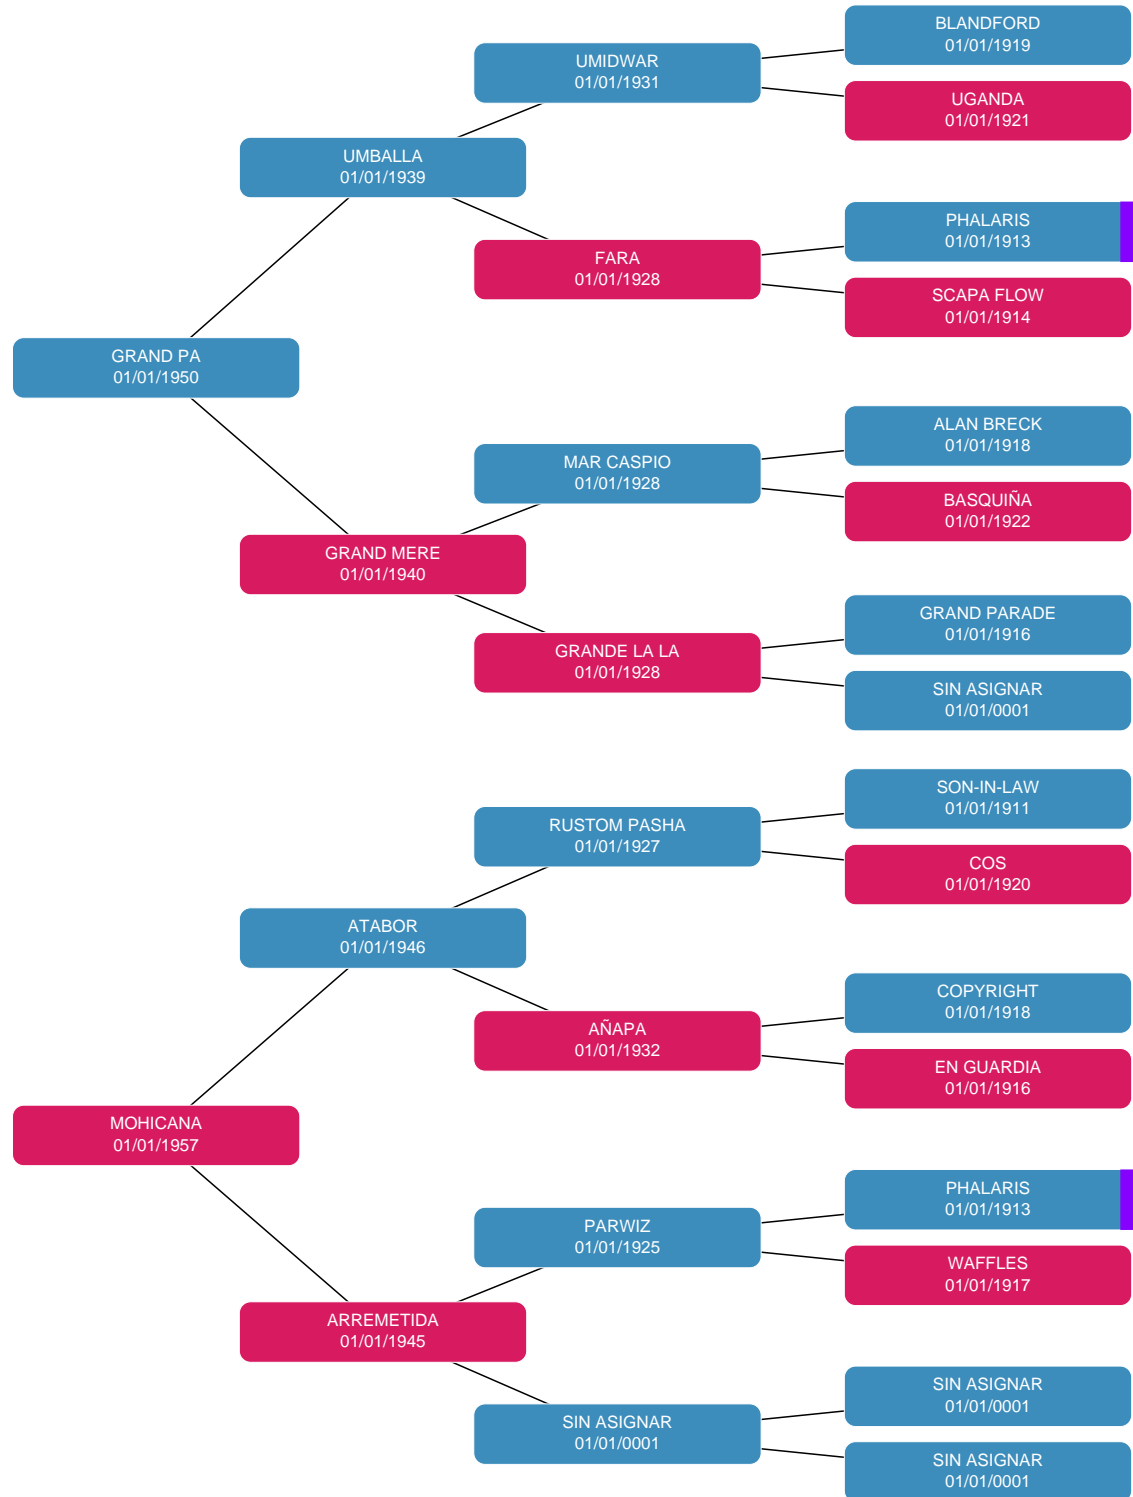 BLANDFORD
01/01/1919
UMIDWAR
01/01/1931
UGANDA
01/01/1921
UMBALLA
01/01/1939
PHALARIS
01/01/1913
FARA
01/01/1928
SCAPA FLOW
01/01/1914
GRAND PA
01/01/1950
ALAN BRECK
01/01/1918
MAR CASPIO
01/01/1928
BASQUIÑA
01/01/1922
GRAND MERE
01/01/1940
GRAND PARADE
01/01/1916
GRANDE LA LA
01/01/1928
SIN ASIGNAR
01/01/0001
SON-IN-LAW
01/01/1911
RUSTOM PASHA
01/01/1927
COS
01/01/1920
ATABOR
01/01/1946
COPYRIGHT
01/01/1918
AÑAPA
01/01/1932
EN GUARDIA
01/01/1916
MOHICANA
01/01/1957
PHALARIS
01/01/1913
PARWIZ
01/01/1925
WAFFLES
01/01/1917
ARREMETIDA
01/01/1945
SIN ASIGNAR
01/01/0001
SIN ASIGNAR
01/01/0001
SIN ASIGNAR
01/01/0001